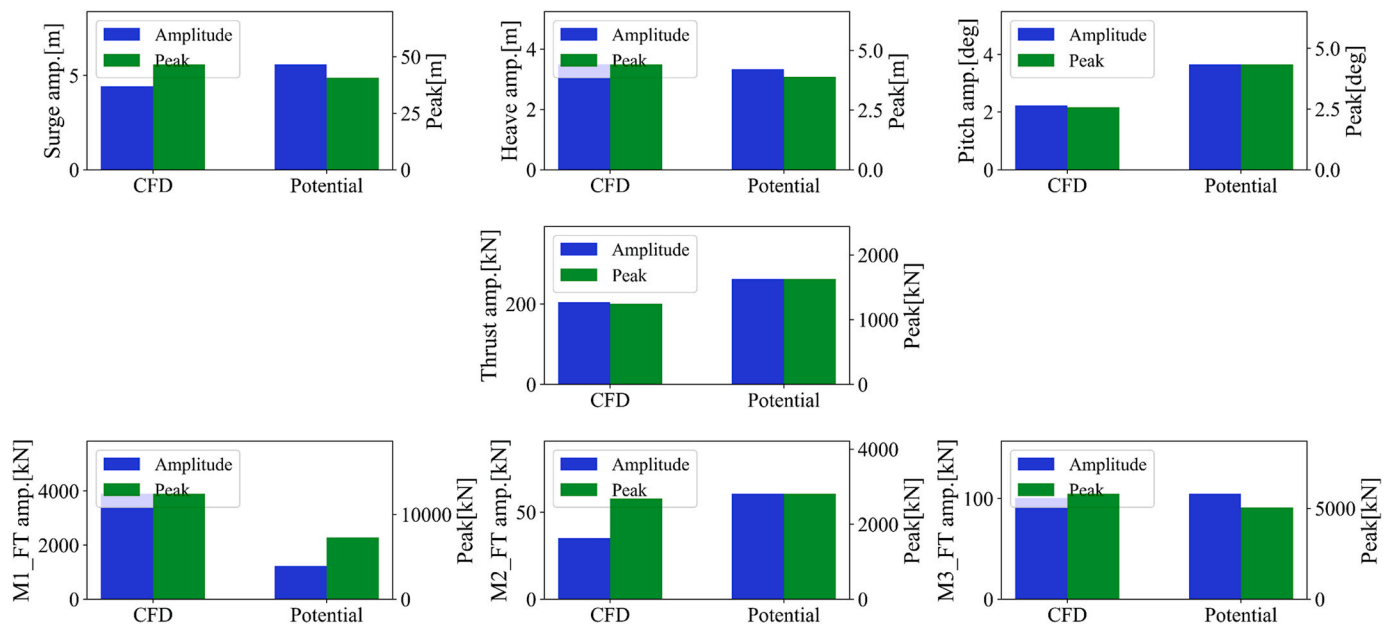 Surge amp.[m]
5
0
Amplitude
Peak
50
25
0
Peak[m]
CFD
Potential
Heave amp.[m]
4
2
0
Amplitude
Peak
5.0
2.5
0.0
Peak[m]
CFD
Potential
Pitch amp.[deg]
4
2
0
Amplitude
Peak
5.0
2.5
0.0
Peak[deg]
CFD
Potential
Thrust amp.[kN]
200
0
Amplitude
Peak
2000
1000
0
Peak[kN]
CFD
Potential
M1_FT amp.[kN]
4000
2000
0
Amplitude
Peak
10000
0
Peak[kN]
CFD
Potential
M2_FT amp.[kN]
50
0
Amplitude
Peak
4000
2000
0
Peak[kN]
CFD
Potential
M3_FT amp.[kN]
100
0
Amplitude
Peak
5000
0
Peak[kN]
CFD
Potential